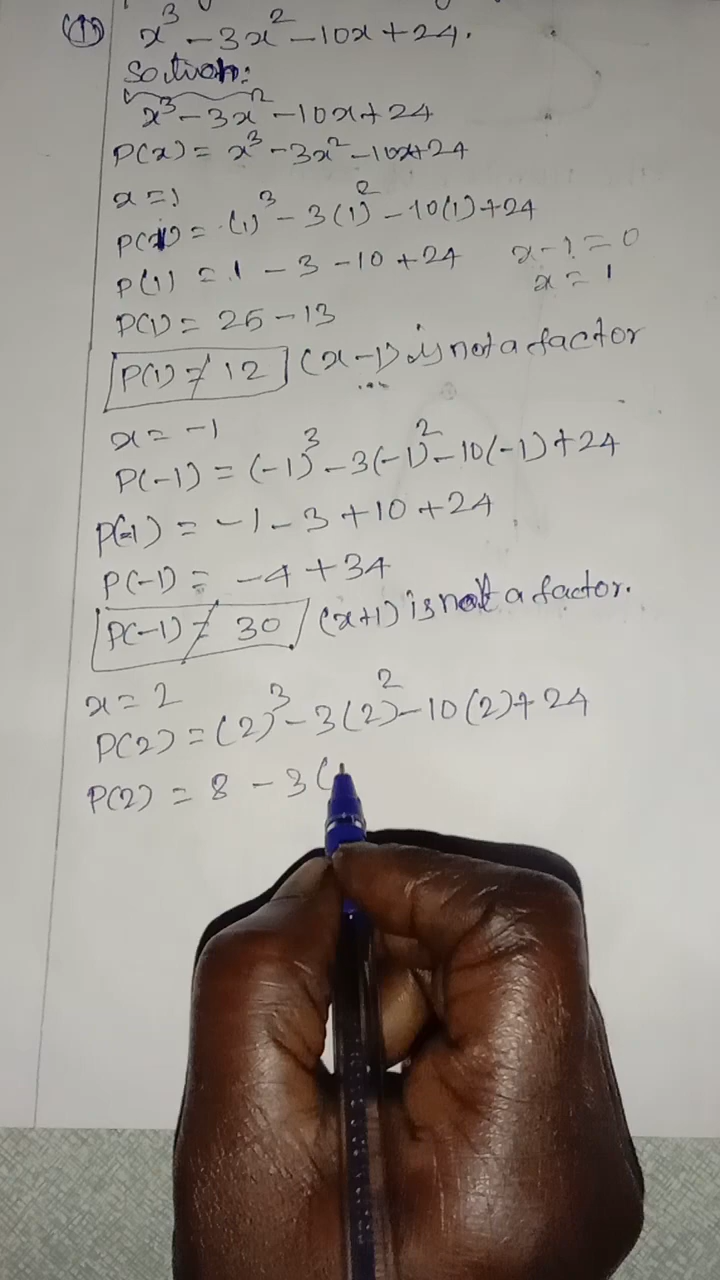 (1) x³ - 3x² - 10x + 24.
Soltuion:
x³ - 3x² - 10x + 24
P(x) = x³ - 3x² - 10x + 24
x = 1
P(1) = (1)³ - 3(1)² - 10(1) + 24
P(1) = 1 - 3 - 10 + 24
x - 1 = 0
x = 1
P(1) = 25 - 13
P(1) ≠ 12 (x - 1) is not a factor
x = -1
P(-1) = (-1)³ - 3(-1)² - 10(-1) + 24
P(-1) = -1 - 3 + 10 + 24
P(-1) = -4 + 34
P(-1) ≠ 30 (x+1) is not a factor.
x = 2
P(2) = (2)³ - 3(2)² - 10(2) + 24
P(2) = 8 - 3(